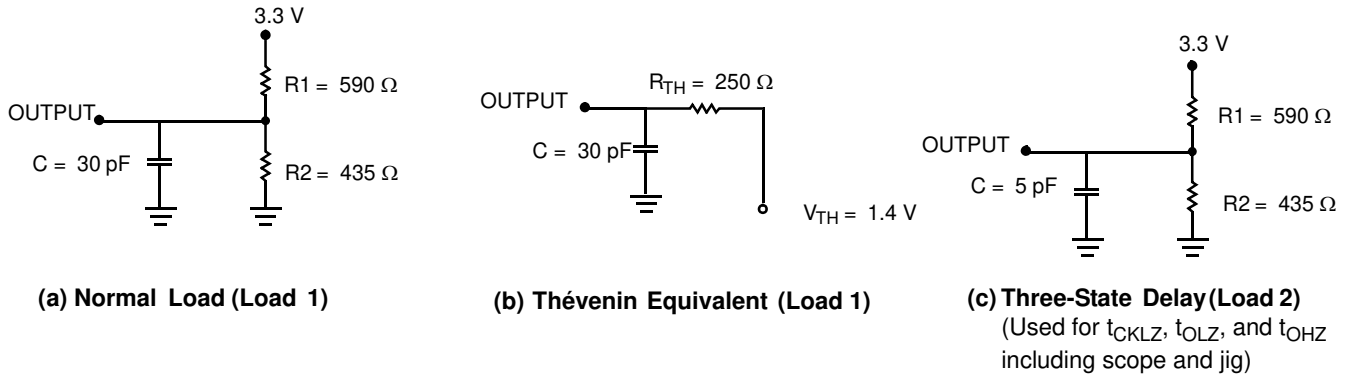 3.3 V
R1 = 590 Ω
OUTPUT
C = 30 pF
R2 = 435 Ω
(a) Normal Load (Load 1)
R_TH = 250 Ω
OUTPUT
C = 30 pF
V_TH = 1.4 V
(b) Thévenin Equivalent (Load 1)
3.3 V
R1 = 590 Ω
OUTPUT
C = 5 pF
R2 = 435 Ω
(c) Three-State Delay (Load 2)
(Used for t_CKLZ, t_OLZ, and t_OHZ
including scope and jig)